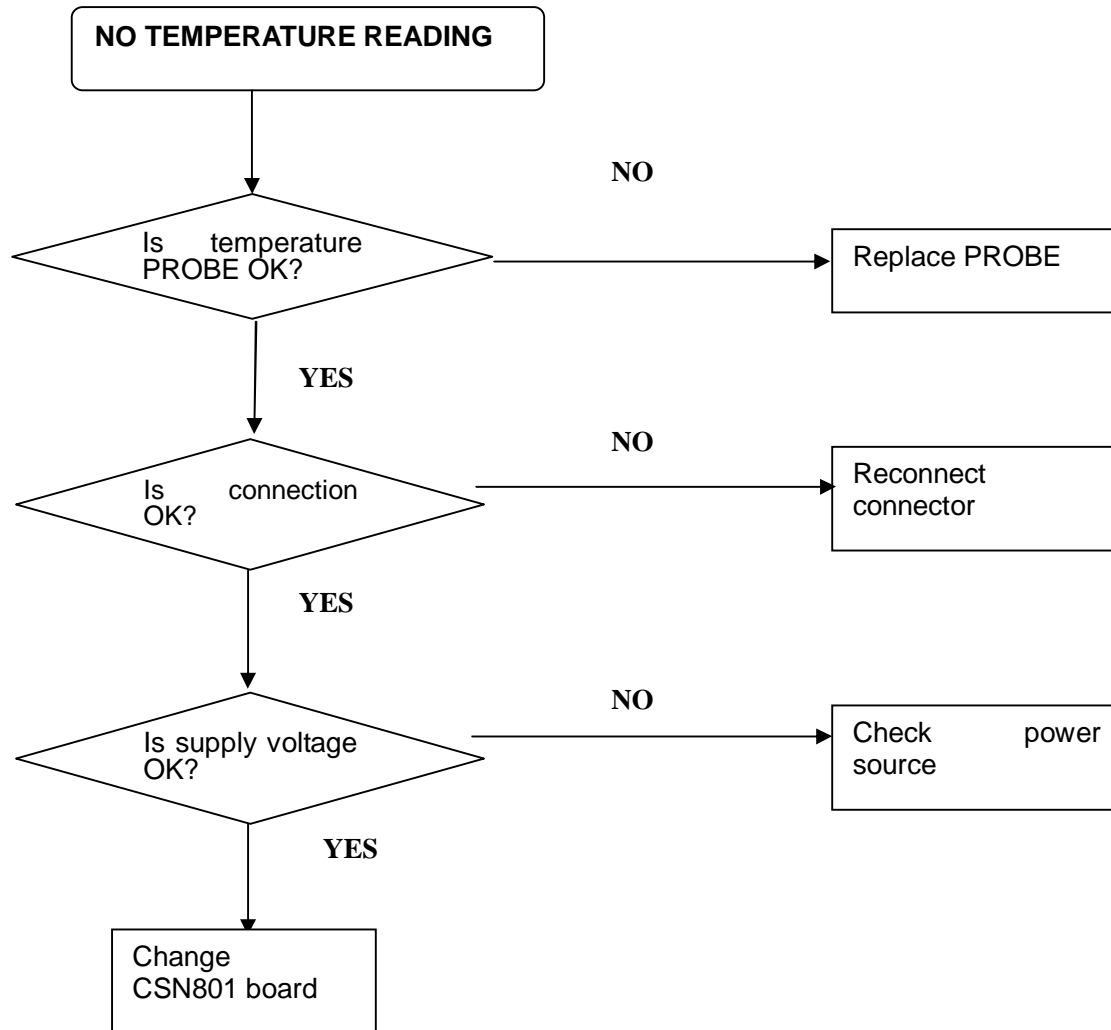 NO TEMPERATURE READING
NO
Is temperature
PROBE OK?
Replace PROBE
YES
NO
Is connection
OK?
Reconnect
connector
YES
NO
Is supply voltage
OK?
Check power
source
YES
Change
CSN801 board